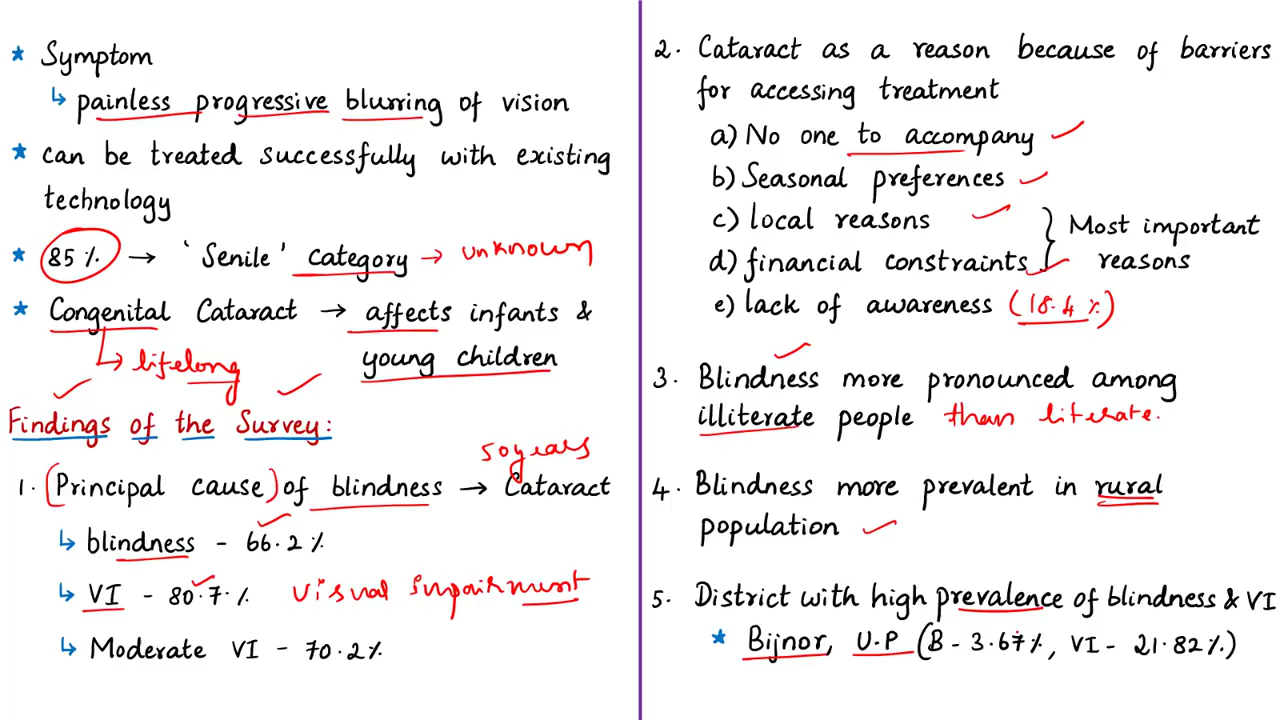 * Symptom
↳ painless progressive blurring of vision
* can be treated successfully with existing
technology
* 85% → 'Senile' category → unknown
* Congenital Cataract → affects infants &
young children
↳ lifelong
Findings of the Survey:
50years
1. (Principal cause) of blindness → Cataract
↳ blindness - 66.2%
↳ VI - 80.7% visual impairment
↳ Moderate VI - 70.2%
2. Cataract as a reason because of barriers
for accessing treatment
a) No one to accompany ✓
b) Seasonal preferences ✓
c) local reasons ✓
d) financial constraints ✓
} Most important
reasons
e) lack of awareness (18.4%)
3. Blindness more pronounced among
illiterate people than literate.
4. Blindness more prevalent in rural
population ✓
5. District with high prevalence of blindness & VI
* Bijnor, U.P (B - 3.67%, VI - 21.82%)